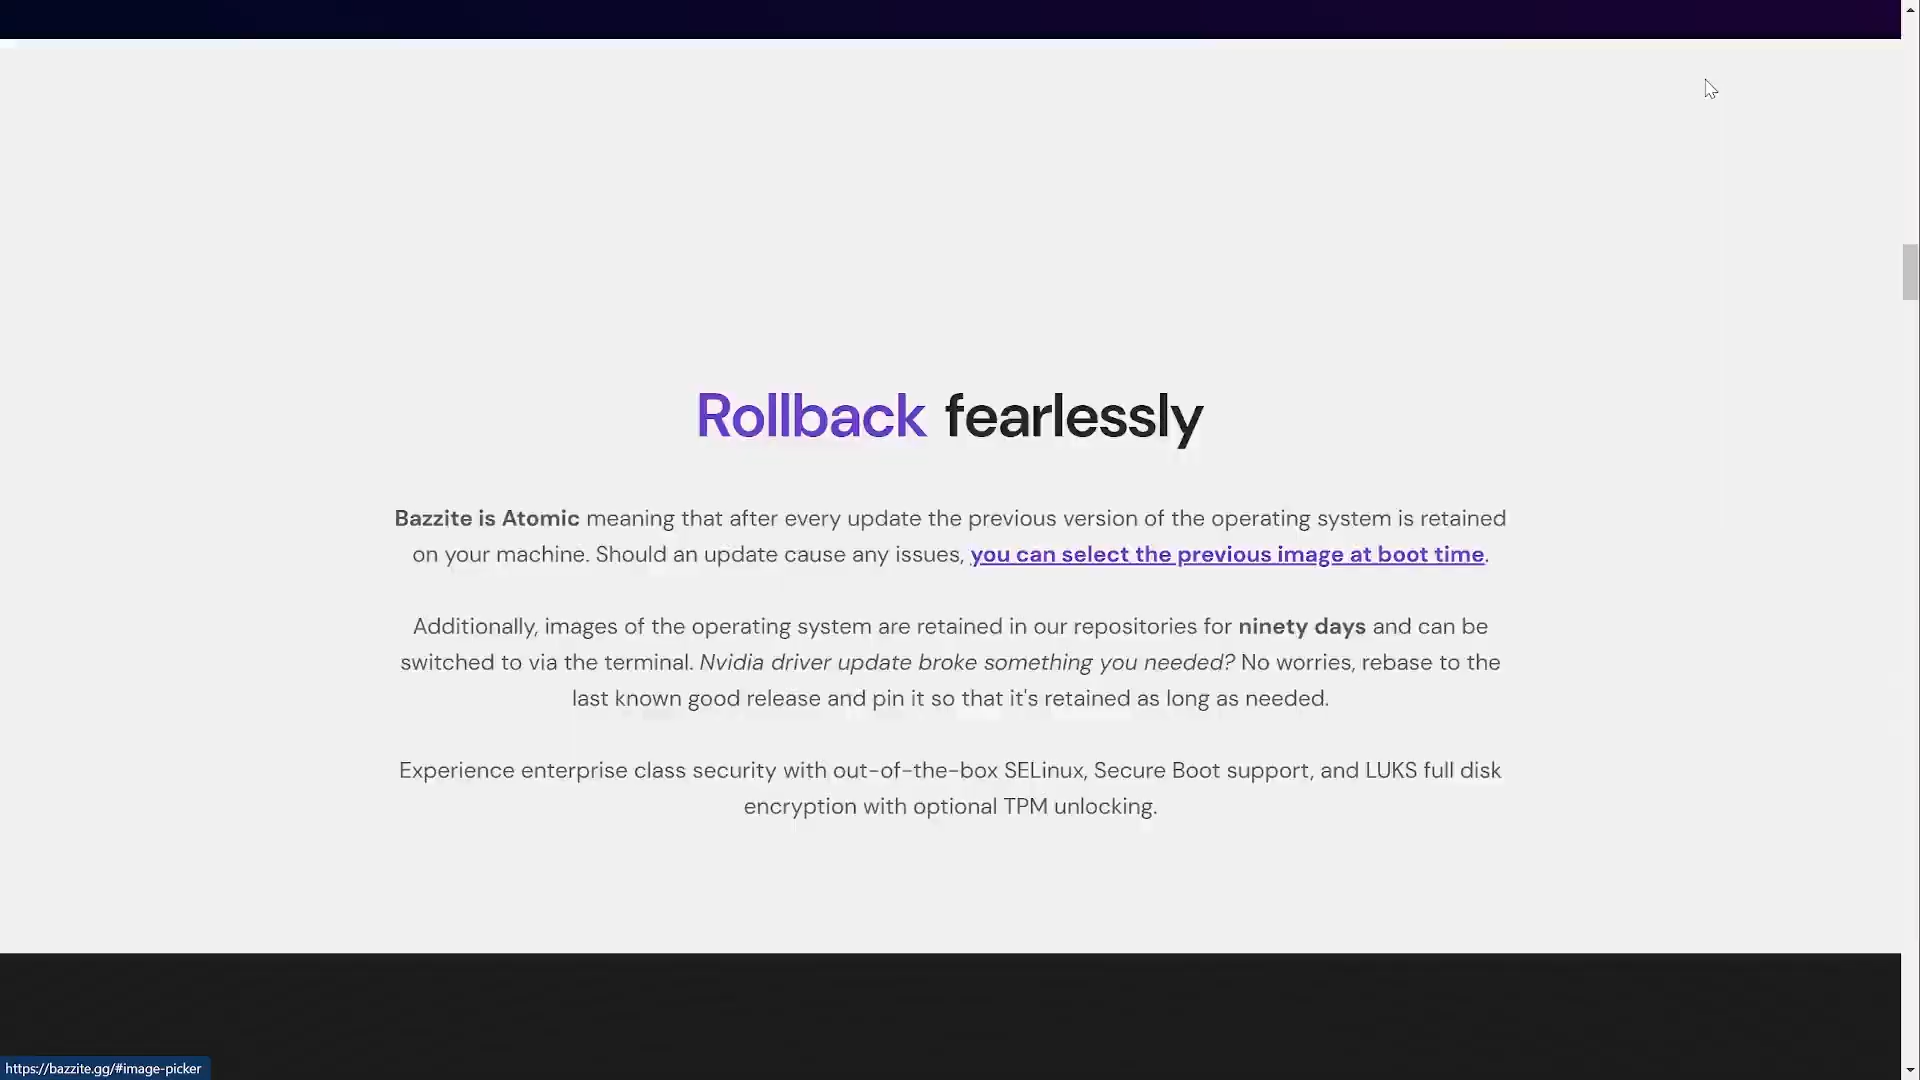 Rollback fearlessly
Bazzite is Atomic meaning that after every update the previous version of the operating system is retained
on your machine. Should an update cause any issues, you can select the previous image at boot time.
Additionally, images of the operating system are retained in our repositories for ninety days and can be
switched to via the terminal. Nvidia driver update broke something you needed? No worries, rebase to the
last known good release and pin it so that it's retained as long as needed.
Experience enterprise class security with out-of-the-box SELinux, Secure Boot support, and LUKS full disk
encryption with optional TPM unlocking.
https://bazzite.gg/#image-picker